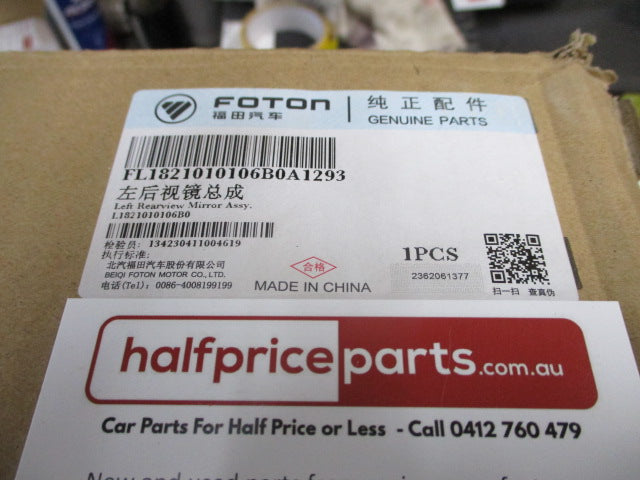 FOTON
福田汽车
纯正配件
GENUINE PARTS
FL1821010106B0A1293
左后视镜总成
Left Rearview Mirror Assy.
L1821010106B0
检验员: 134230411004619
执行标准:
北汽福田汽车股份有限公司
BEIQI FOTON MOTOR CO., LTD.
电话(Tel): 0086-4008199199
合格
MADE IN CHINA
1PCS
2362061377
扫一扫 查真伪
halfpriceparts.com.au
Car Parts For Half Price or Less - Call 0412 760 479